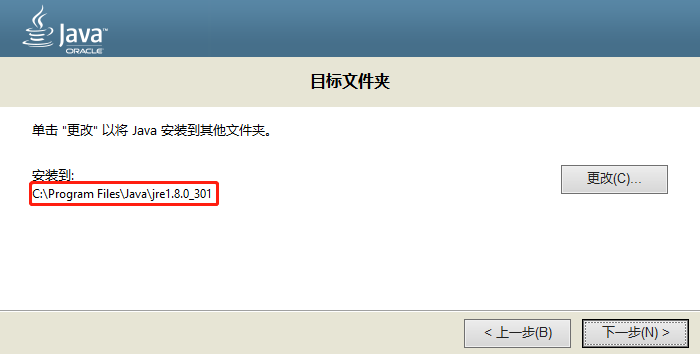 Java™
ORACLE
目标文件夹
单击 "更改" 以将 Java 安装到其他文件夹。
安装到:
C:\Program Files\Java\jre1.8.0_301
更改(C)...
< 上一步(B)
下一步(N) >